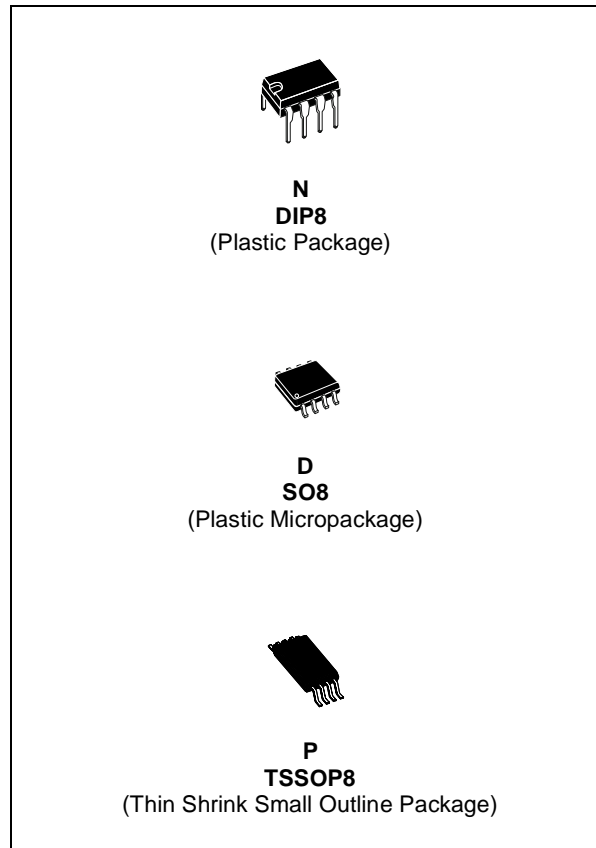 N
DIP8
(Plastic Package)
D
SO8
(Plastic Micropackage)
P
TSSOP8
(Thin Shrink Small Outline Package)